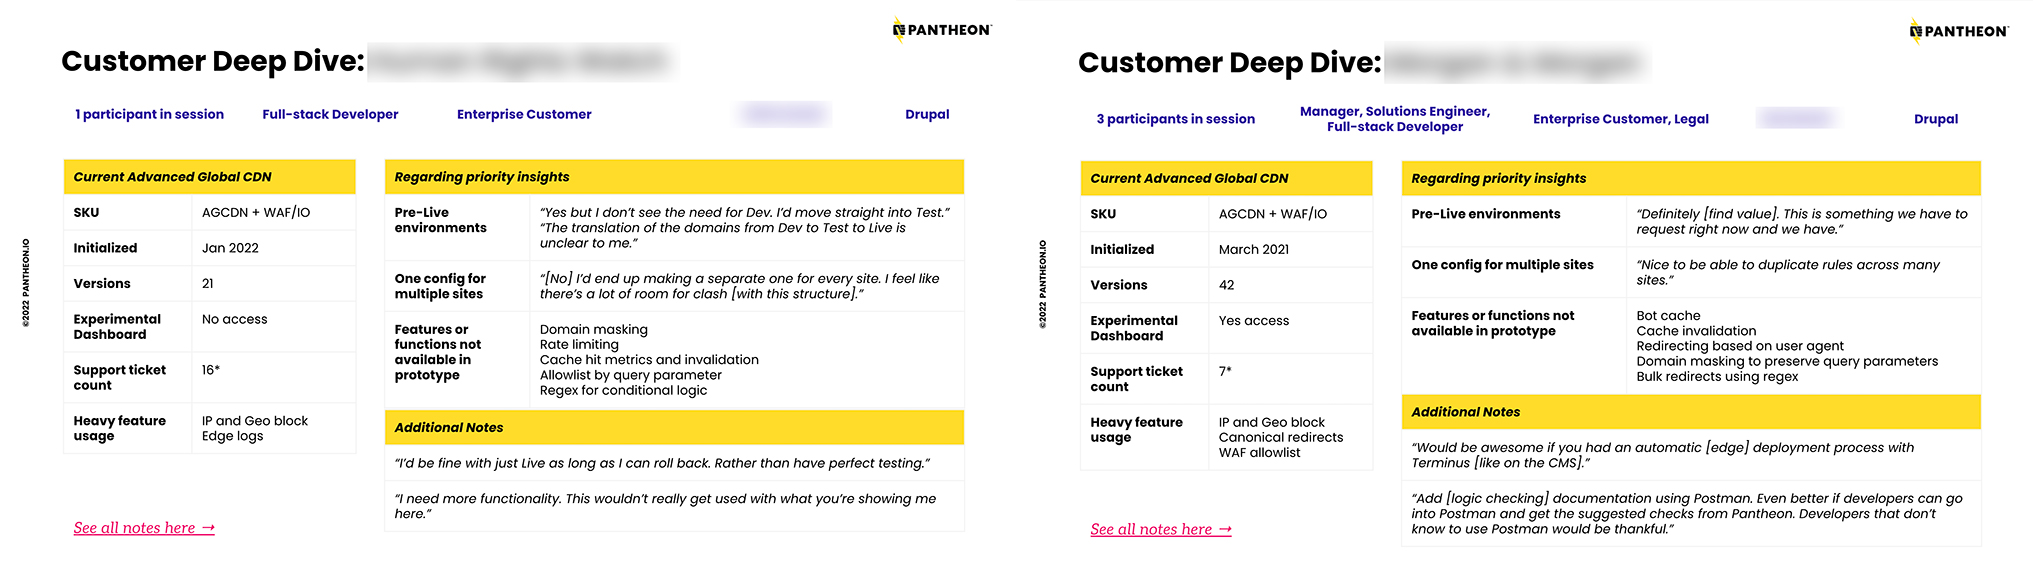 PANTHEON
Customer Deep Dive:
1 participant in session
Full-stack Developer
Enterprise Customer
Drupal
Current Advanced Global CDN
SKU
AGCDN + WAF/IO
Initialized
Jan 2022
Versions
21
Experimental
Dashboard
No access
Support ticket
count
16*
Heavy feature
usage
IP and Geo block
Edge logs
See all notes here →
Regarding priority insights
Pre-Live
environments
“Yes but I don’t see the need for Dev. I’d move straight into Test.”
“The translation of the domains from Dev to Test to Live is
unclear to me.”
One config for
multiple sites
“[No] I’d end up making a separate one for every site. I feel like
there’s a lot of room for clash [with this structure].”
Features or
functions not
available in
prototype
Domain masking
Rate limiting
Cache hit metrics and invalidation
Allowlist by query parameter
Regex for conditional logic
Additional Notes
“I’d be fine with just Live as long as I can roll back. Rather than have perfect testing.”
“I need more functionality. This wouldn’t really get used with what you’re showing me
here.”
©2022 PANTHEON.IO
PANTHEON
Customer Deep Dive:
3 participants in session
Manager, Solutions Engineer,
Full-stack Developer
Enterprise Customer, Legal
Drupal
Current Advanced Global CDN
SKU
AGCDN + WAF/IO
Initialized
March 2021
Versions
42
Experimental
Dashboard
Yes access
Support ticket
count
7*
Heavy feature
usage
IP and Geo block
Canonical redirects
WAF allowlist
See all notes here →
Regarding priority insights
Pre-Live environments
“Definitely [find value]. This is something we have to
request right now and we have.”
One config for multiple sites
“Nice to be able to duplicate rules across many
sites.”
Features or functions not
available in prototype
Bot cache
Cache invalidation
Redirecting based on user agent
Domain masking to preserve query parameters
Bulk redirects using regex
Additional Notes
“Would be awesome if you had an automatic [edge] deployment process with
Terminus [like on the CMS].”
“Add [logic checking] documentation using Postman. Even better if developers can go
into Postman and get the suggested checks from Pantheon. Developers that don’t
know to use Postman would be thankful.”
©2022 PANTHEON.IO